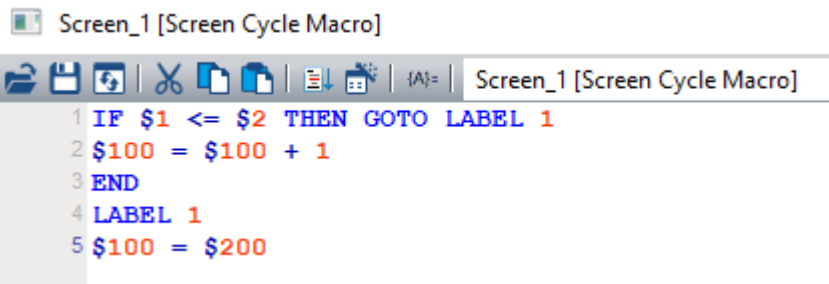 Screen_1 [Screen Cycle Macro]
{A}= Screen_1 [Screen Cycle Macro]
1 IF $1 <= $2 THEN GOTO LABEL 1
2 $100 = $100 + 1
3 END
4 LABEL 1
5 $100 = $200